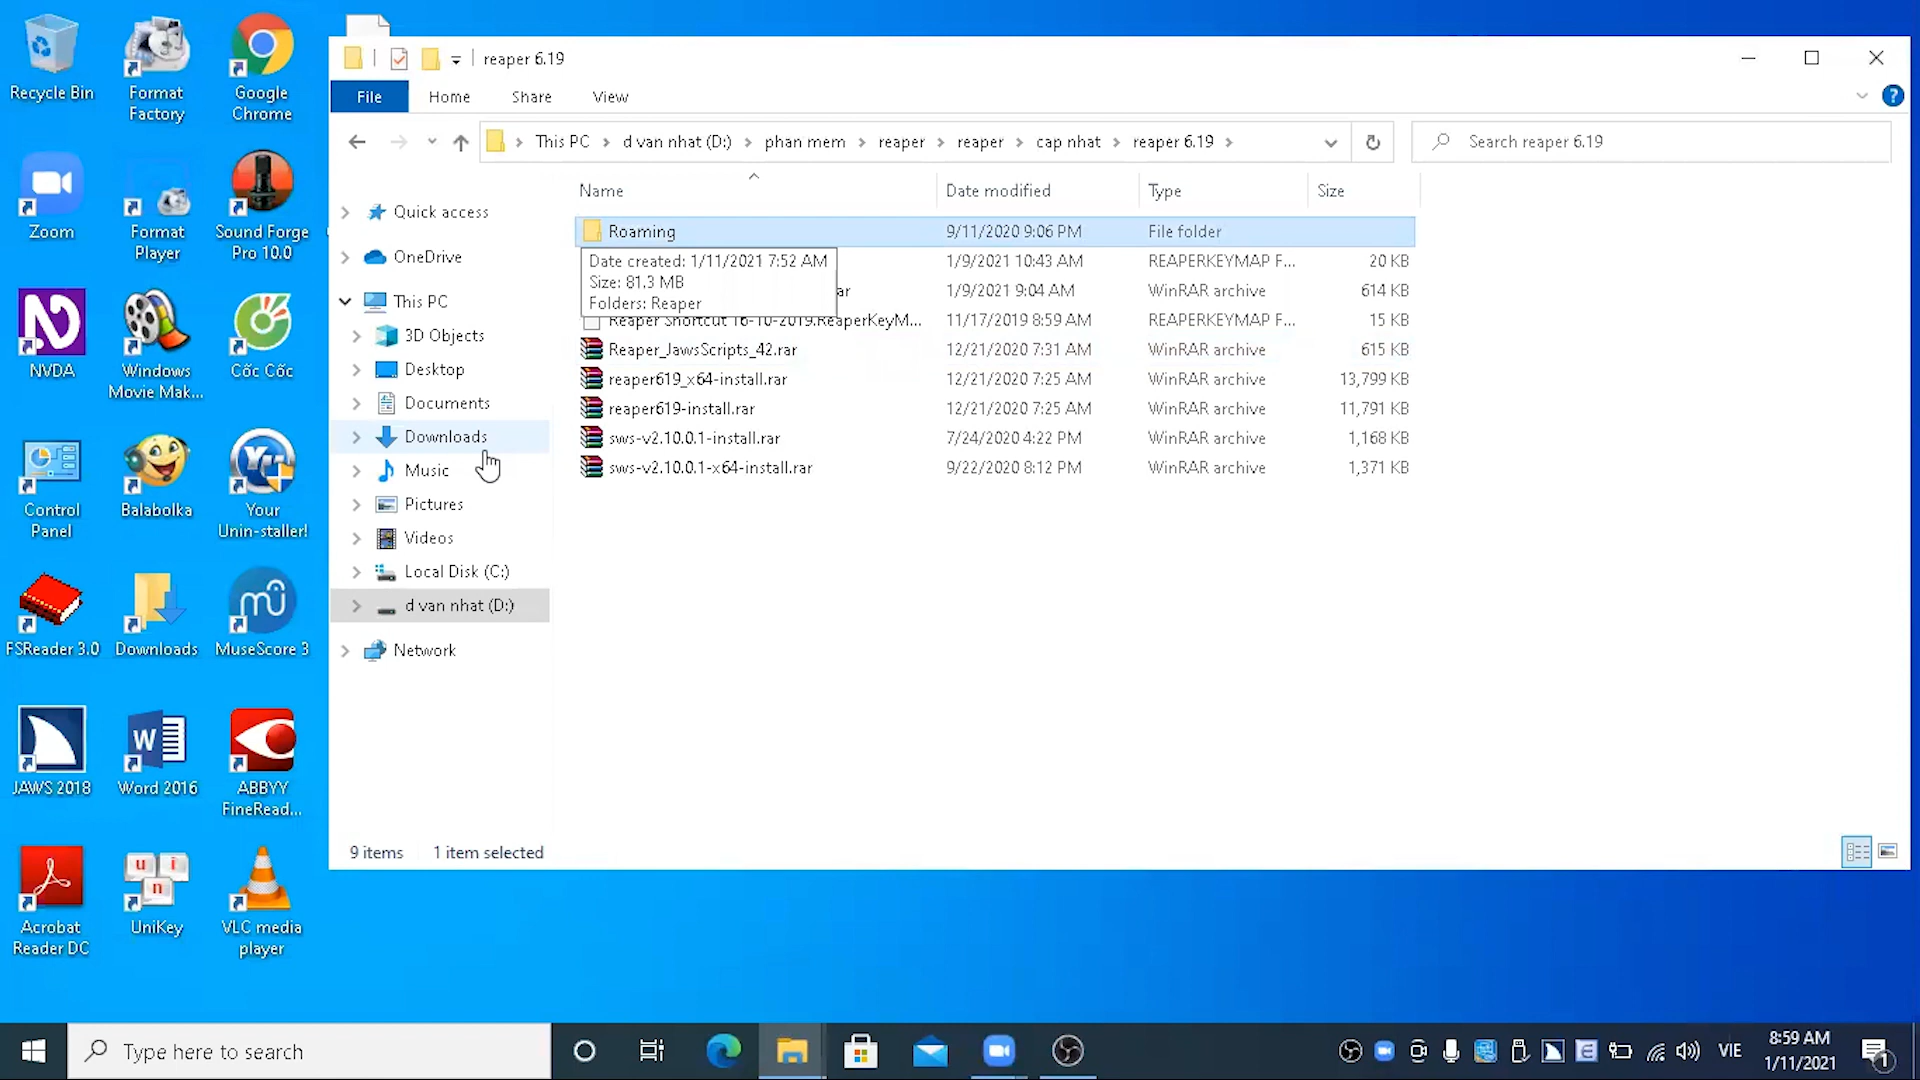 Recycle Bin
Format
Factory
Google
Chrome
Zoom
Format
Player
Sound Forge
Pro 10.0
NVDA
Windows
Movie Mak...
Cốc Cốc
Control
Panel
Balabolka
Your
Unin-staller!
FSReader 3.0
Downloads
MuseScore 3
JAWS 2018
Word 2016
ABBYY
FineRead...
Acrobat
Reader DC
UniKey
VLC media
player
reaper 6.19
File
Home
Share
View
This PC
d van nhat (D:)
phan mem
reaper
reaper
cap nhat
reaper 6.19
Search reaper 6.19
Quick access
OneDrive
This PC
3D Objects
Desktop
Documents
Downloads
Music
Pictures
Videos
Local Disk (C:)
d van nhat (D:)
Network
Name
Date modified
Type
Size
Roaming 9/11/2020 9:06 PM File folder
1/9/2021 10:43 AM REAPERKEYMAP F... 20 KB
ar 1/9/2021 9:04 AM WinRAR archive 614 KB
Reaper Shortcut 16-10-2019.ReaperKeyM... 11/17/2019 8:59 AM REAPERKEYMAP F... 15 KB
Reaper_JawsScripts_42.rar 12/21/2020 7:31 AM WinRAR archive 615 KB
reaper619_x64-install.rar 12/21/2020 7:25 AM WinRAR archive 13,799 KB
reaper619-install.rar 12/21/2020 7:25 AM WinRAR archive 11,791 KB
sws-v2.10.0.1-install.rar 7/24/2020 4:22 PM WinRAR archive 1,168 KB
sws-v2.10.0.1-x64-install.rar 9/22/2020 8:12 PM WinRAR archive 1,371 KB
Date created: 1/11/2021 7:52 AM
Size: 81.3 MB
Folders: Reaper
9 items
1 item selected
Type here to search
VIE
8:59 AM
1/11/2021
1